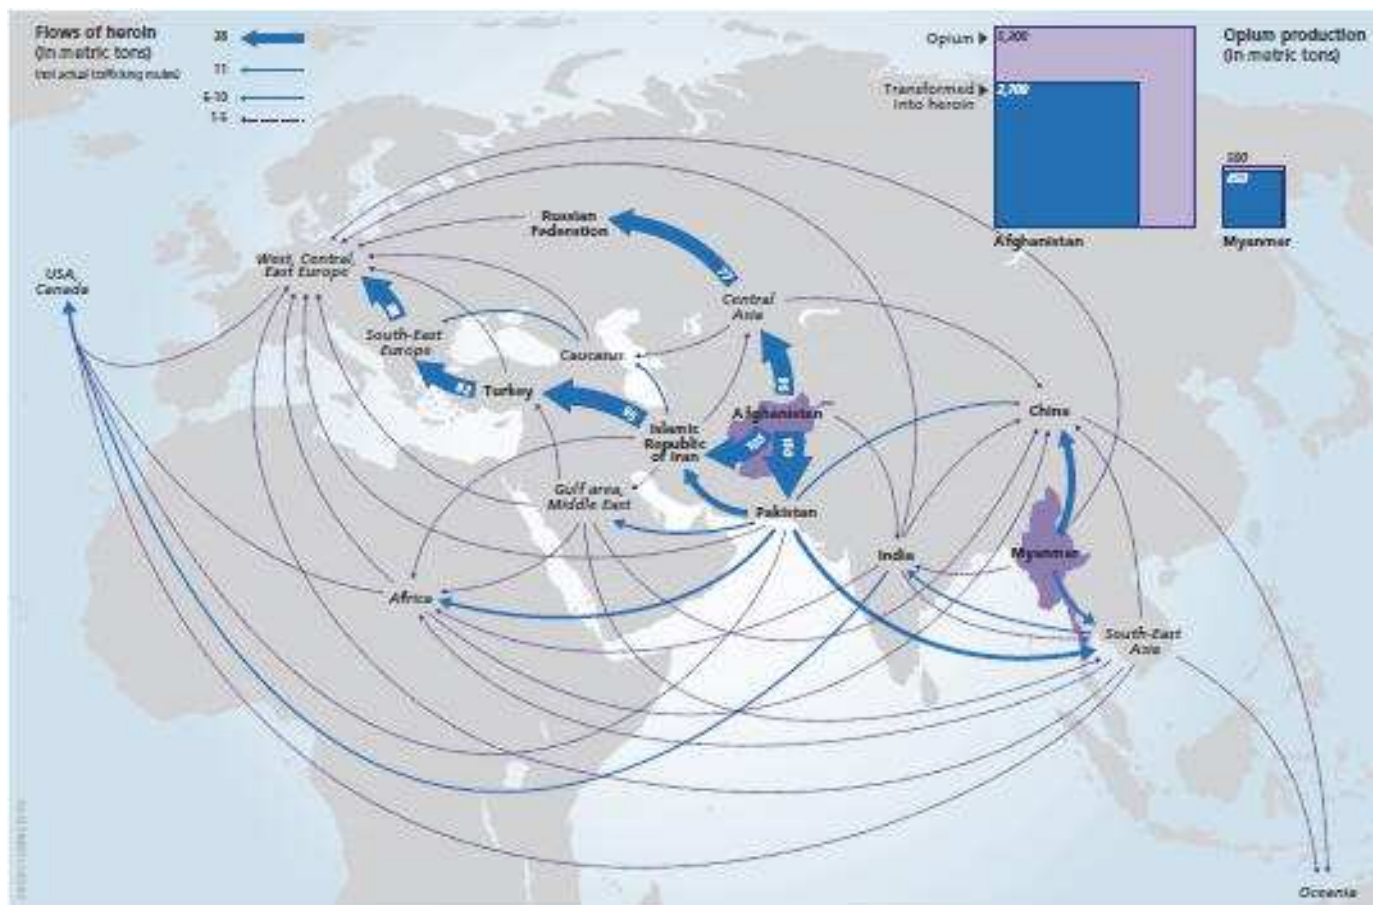 Flows of heroin
(in metric tons)
(not actual trafficking routes)
11
6-10
Opium
Transformed
into heroin
2,700
Opium production
(in metric tons)
Afghanistan
Myanmar
USA,
Canada
West, Central,
East Europe
Russian
Federation
77
Central
Asia
South-East
Europe
Caucasus
Turkey
82
95
Islamic
Republic
of Iran
Afghanistan
China
Gulf area,
Middle East
Pakistan
India
Myanmar
Africa
South-East
Asia
Oceania